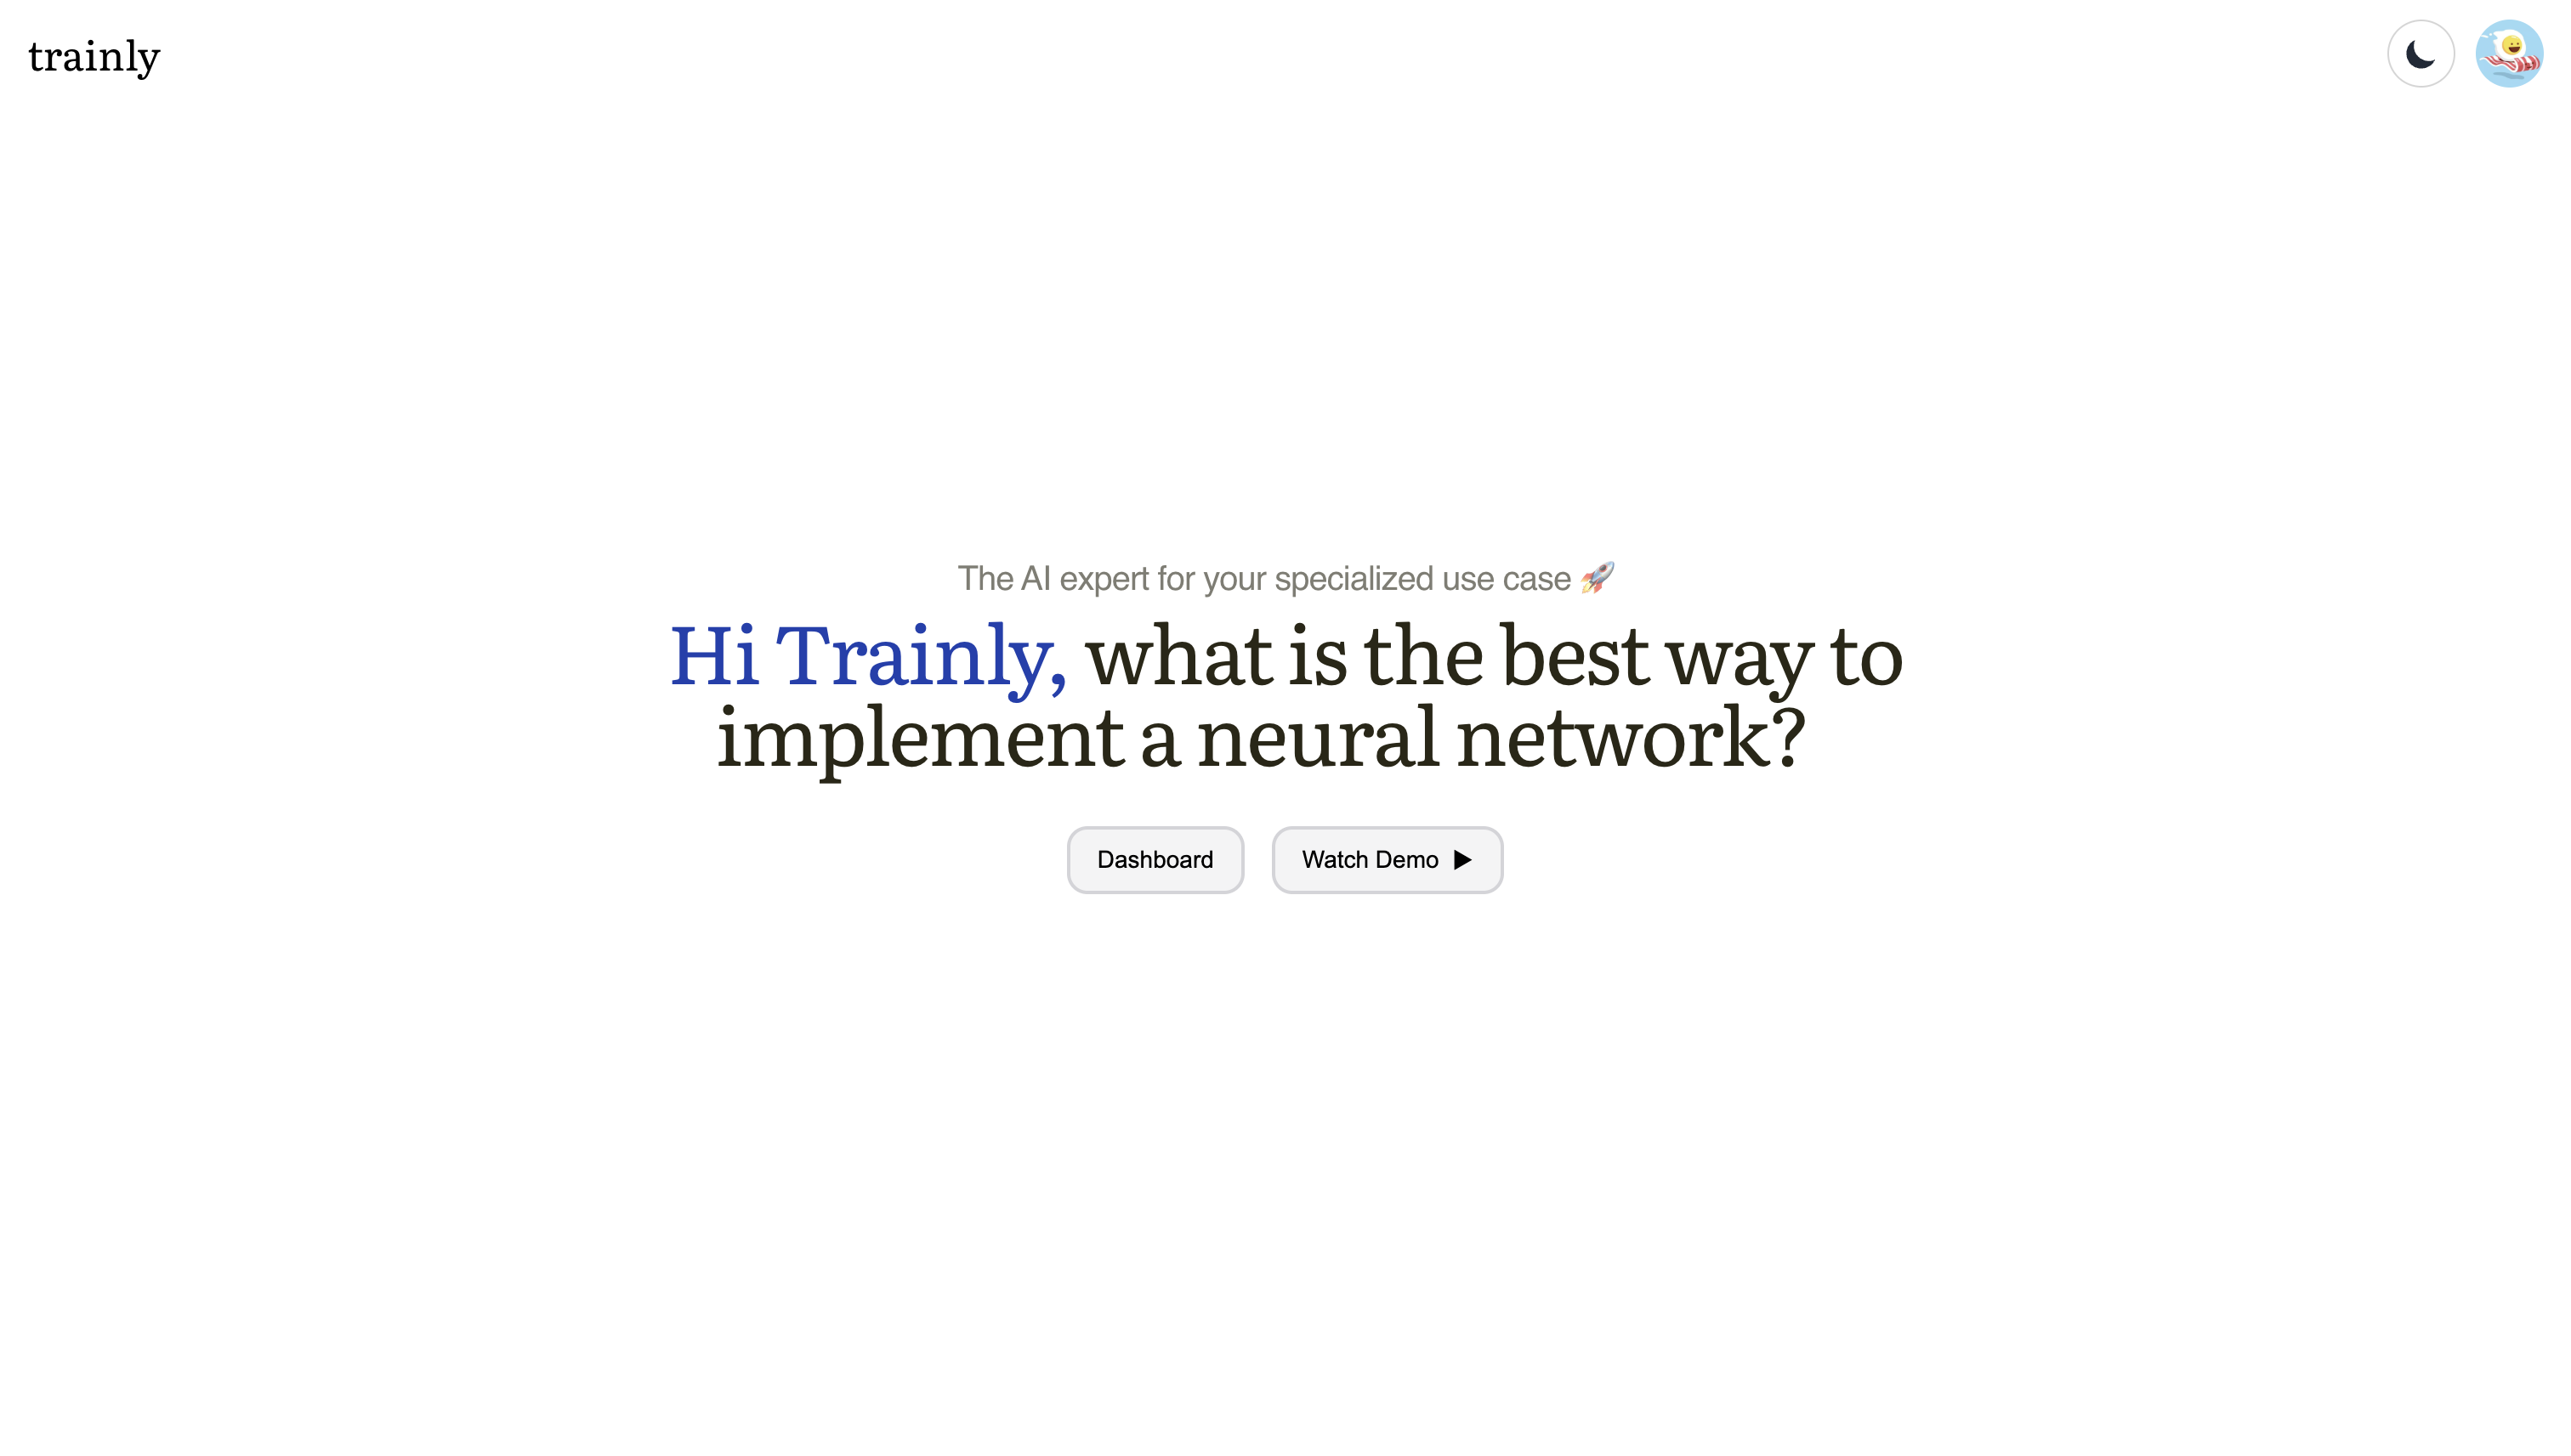 trainly
The AI expert for your specialized use case 🚀
Hi Trainly, what is the best way to
implement a neural network?
Dashboard
Watch Demo ▶